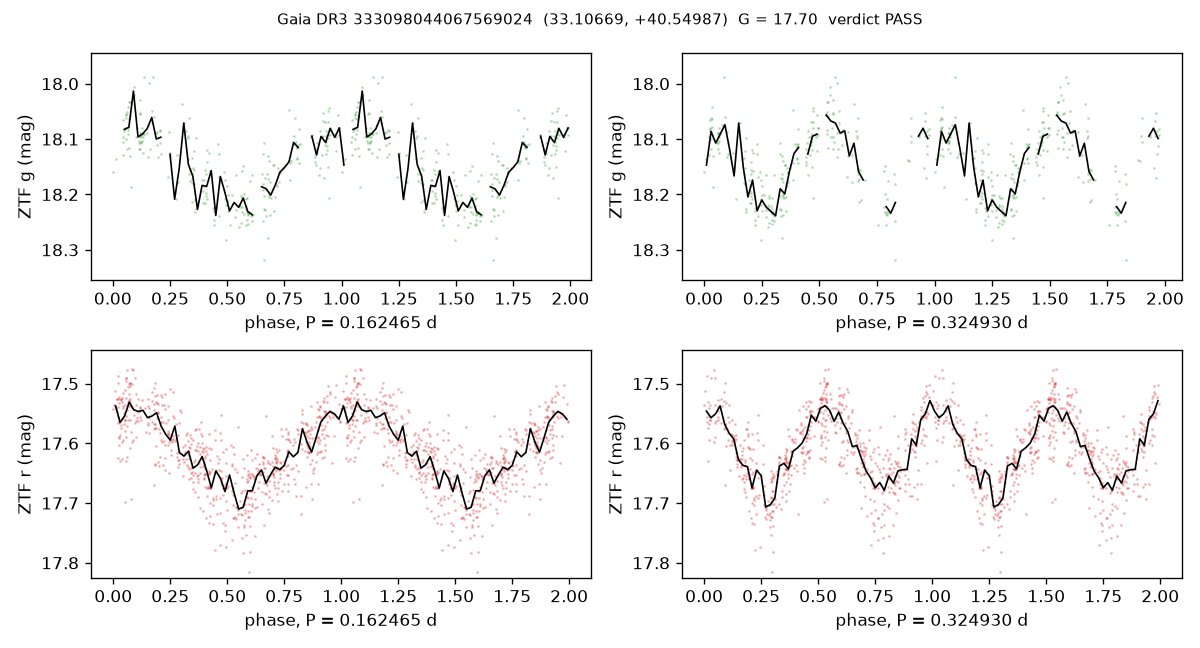 Gaia DR3 333098044067569024  (33.10669, +40.54987)  G = 17.70  verdict PASS
ZTF g (mag)
18.0
18.1
18.2
18.3
0.00 0.25 0.50 0.75 1.00 1.25 1.50 1.75 2.00
phase, P = 0.162465 d
ZTF g (mag)
18.0
18.1
18.2
18.3
0.00 0.25 0.50 0.75 1.00 1.25 1.50 1.75 2.00
phase, P = 0.324930 d
ZTF r (mag)
17.5
17.6
17.7
17.8
0.00 0.25 0.50 0.75 1.00 1.25 1.50 1.75 2.00
phase, P = 0.162465 d
ZTF r (mag)
17.5
17.6
17.7
17.8
0.00 0.25 0.50 0.75 1.00 1.25 1.50 1.75 2.00
phase, P = 0.324930 d